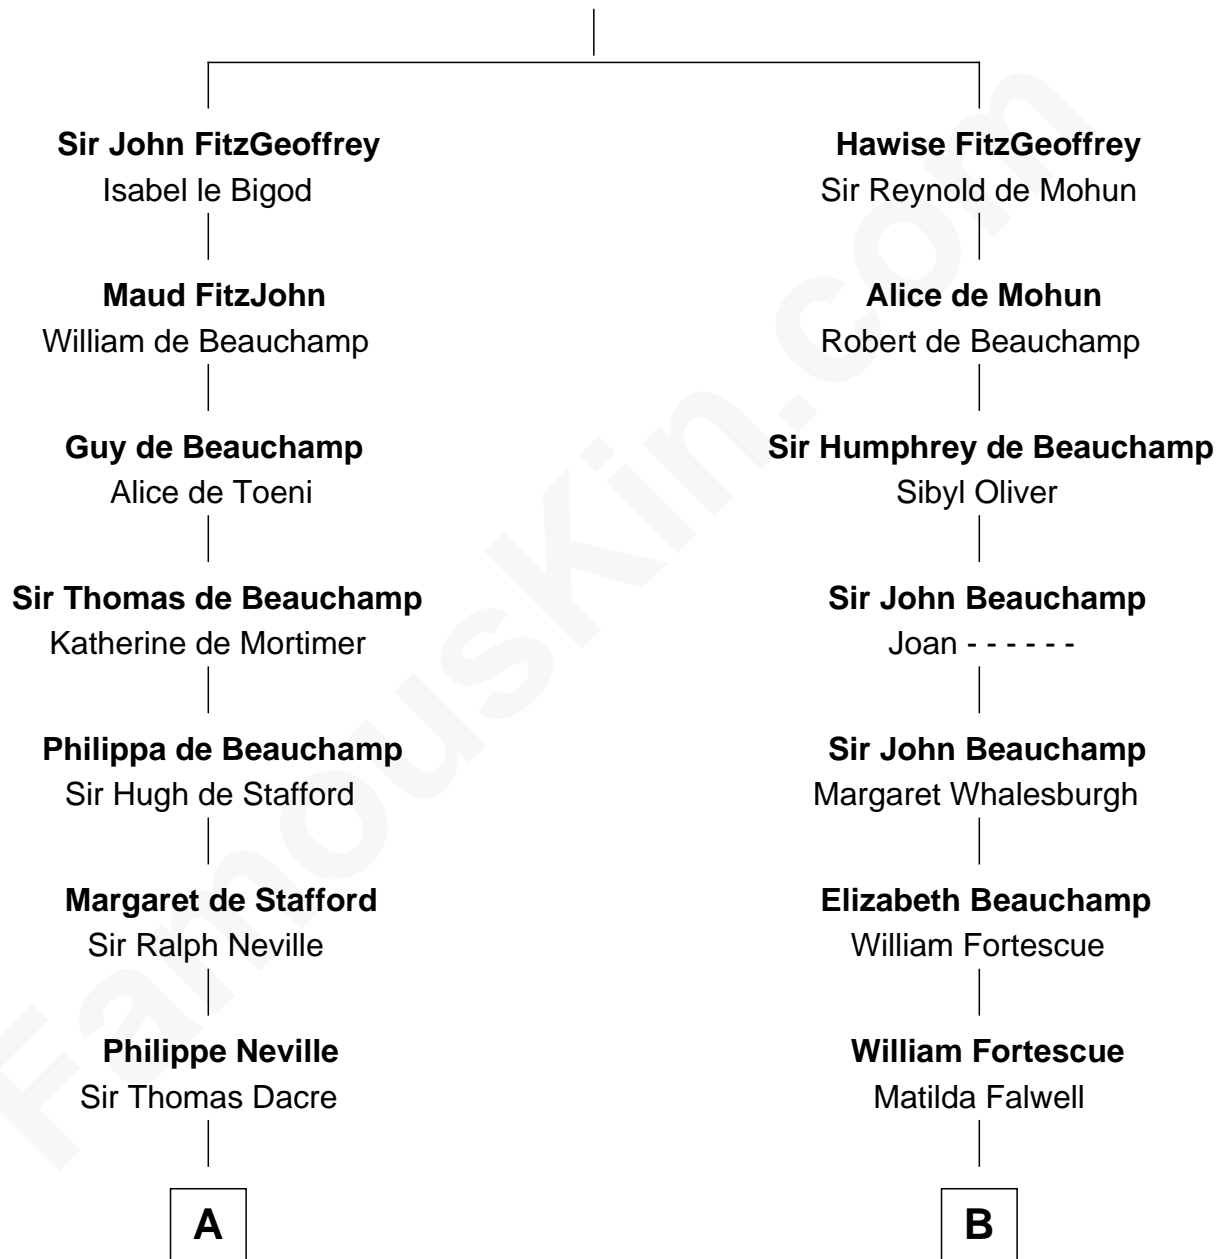 Sir John FitzGeoffrey
Isabel le Bigod
Maud FitzJohn
William de Beauchamp
Guy de Beauchamp
Alice de Toeni
Sir Thomas de Beauchamp
Katherine de Mortimer
Philippa de Beauchamp
Sir Hugh de Stafford
Margaret de Stafford
Sir Ralph Neville
Philippe Neville
Sir Thomas Dacre
A
Hawise FitzGeoffrey
Sir Reynold de Mohun
Alice de Mohun
Robert de Beauchamp
Sir Humphrey de Beauchamp
Sibyl Oliver
Sir John Beauchamp
Joan - - - - - -
Sir John Beauchamp
Margaret Whalesburgh
Elizabeth Beauchamp
William Fortescue
William Fortescue
Matilda Falwell
B
FamousKin.com